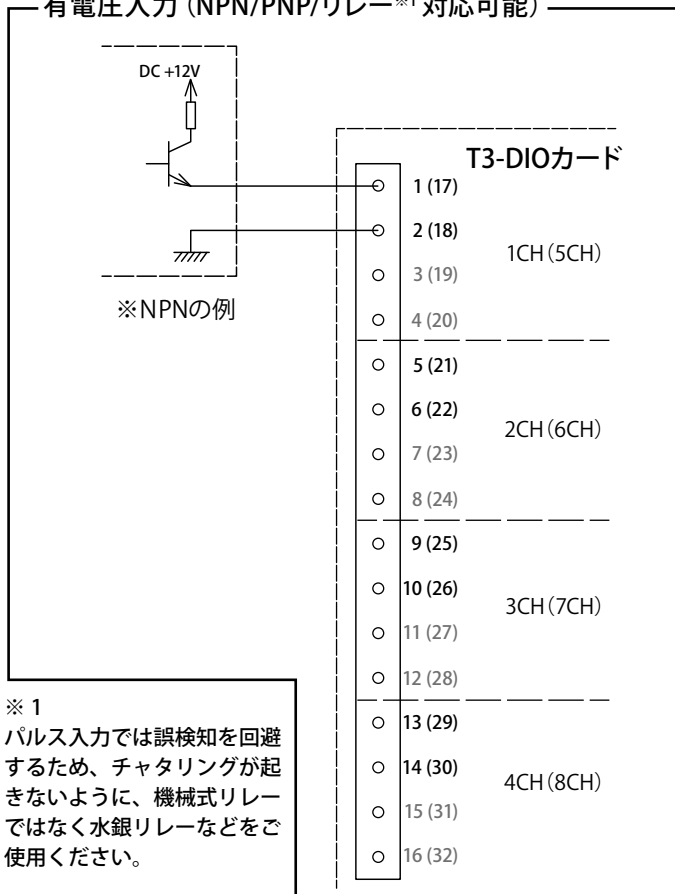 有電圧入力（NPN/PNP/リレー※1 対応可能）
DC +12V
※NPNの例
T3-DIOカード
1 (17)
2 (18)
3 (19)
4 (20)
1CH（5CH）
5 (21)
6 (22)
7 (23)
8 (24)
2CH（6CH）
9 (25)
10 (26)
11 (27)
12 (28)
3CH（7CH）
13 (29)
14 (30)
15 (31)
16 (32)
4CH（8CH）
※ 1
パルス入力では誤検知を回避
するため、チャタリングが起
きないように、機械式リレー
ではなく水銀リレーなどをご
使用ください。